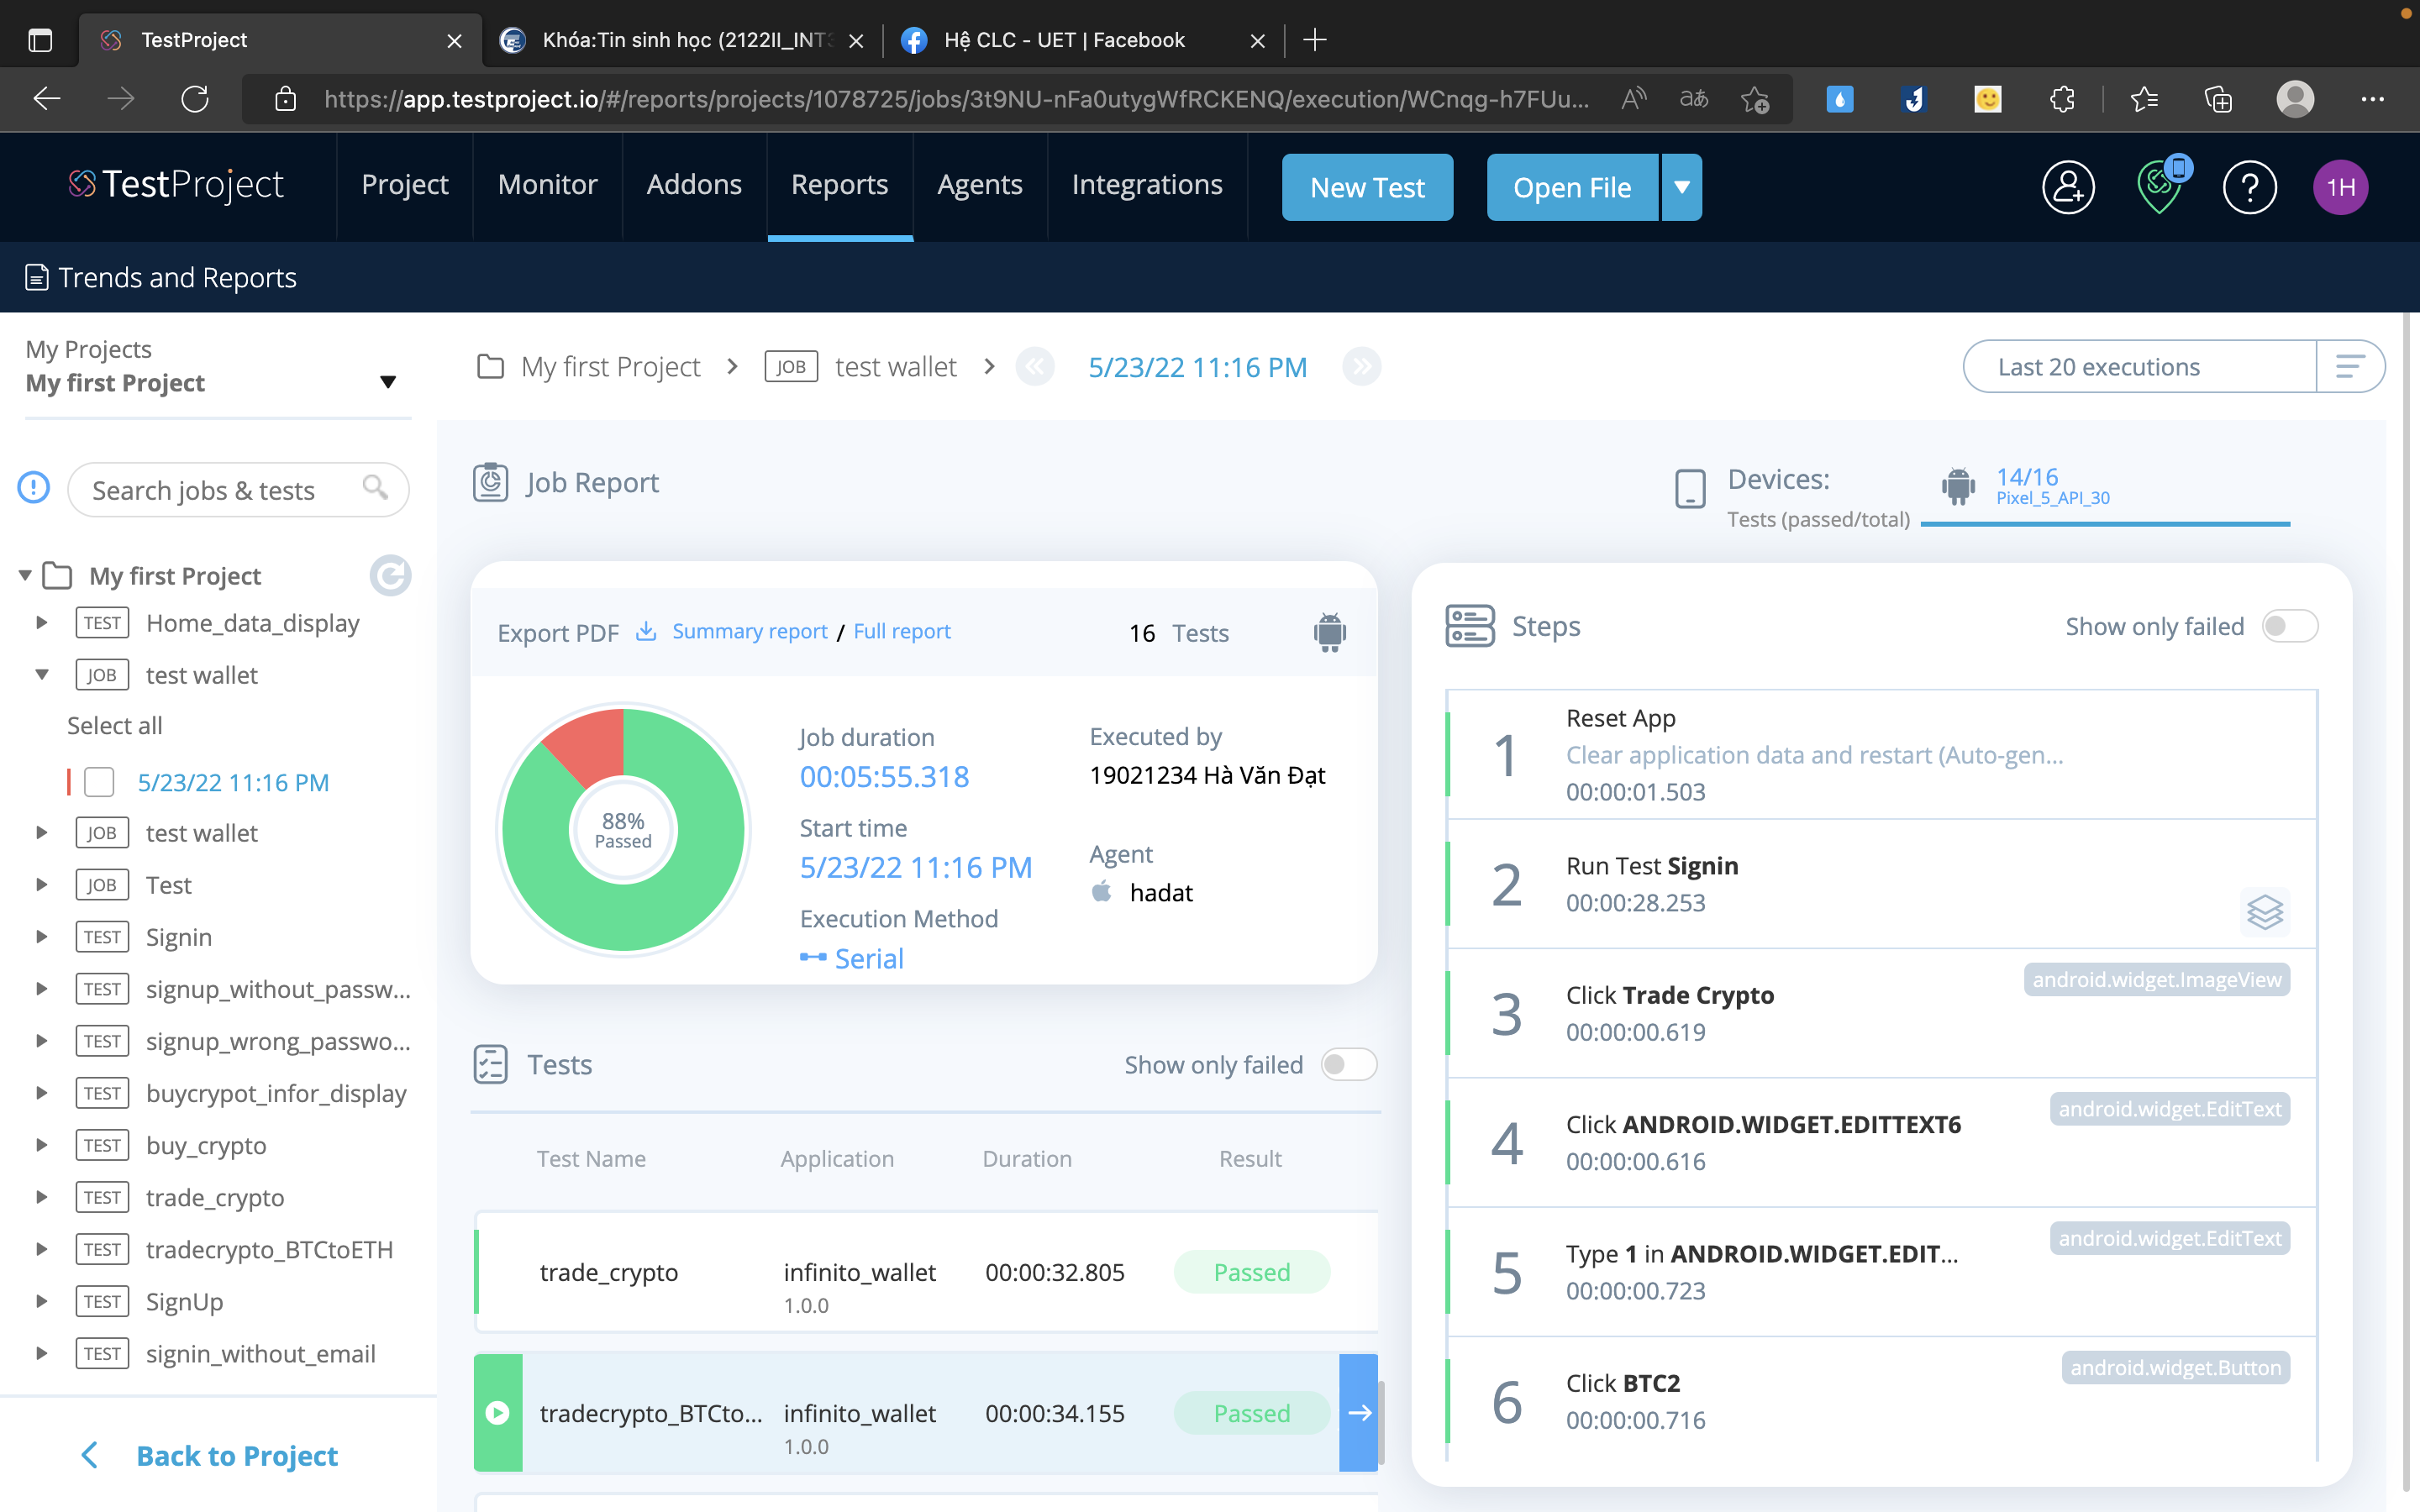 TestProject
Khóa:Tin sinh học (2122II_INT3
Hệ CLC - UET | Facebook
https://app.testproject.io/#/reports/projects/1078725/jobs/3t9NU-nFa0utygWfRCKENQ/execution/WCnqg-h7FUu...
TestProject
Project
Monitor
Addons
Reports
Agents
Integrations
New Test
Open File
1H
Trends and Reports
My Projects
My first Project
My first Project
JOB
test wallet
5/23/22 11:16 PM
Last 20 executions
Search jobs & tests
My first Project
TEST Home_data_display
JOB test wallet
Select all
5/23/22 11:16 PM
JOB test wallet
JOB Test
TEST Signin
TEST signup_without_passw...
TEST signup_wrong_passwo...
TEST buycrypot_infor_display
TEST buy_crypto
TEST trade_crypto
TEST tradecrypto_BTCtoETH
TEST SignUp
TEST signin_without_email
Back to Project
Job Report
Devices:
Tests (passed/total)
14/16
Pixel_5_API_30
Export PDF
Summary report / Full report
16 Tests
88%
Passed
Job duration
00:05:55.318
Start time
5/23/22 11:16 PM
Execution Method
Serial
Executed by
19021234 Hà Văn Đạt
Agent
hadat
Tests
Show only failed
Test Name
Application
Duration
Result
trade_crypto
infinito_wallet
1.0.0
00:00:32.805
Passed
tradecrypto_BTCto...
infinito_wallet
1.0.0
00:00:34.155
Passed
Steps
Show only failed
1
Reset App
Clear application data and restart (Auto-gen...
00:00:01.503
2
Run Test Signin
00:00:28.253
3
Click Trade Crypto
00:00:00.619
android.widget.ImageView
4
Click ANDROID.WIDGET.EDITTEXT6
00:00:00.616
android.widget.EditText
5
Type 1 in ANDROID.WIDGET.EDIT...
00:00:00.723
android.widget.EditText
6
Click BTC2
00:00:00.716
android.widget.Button